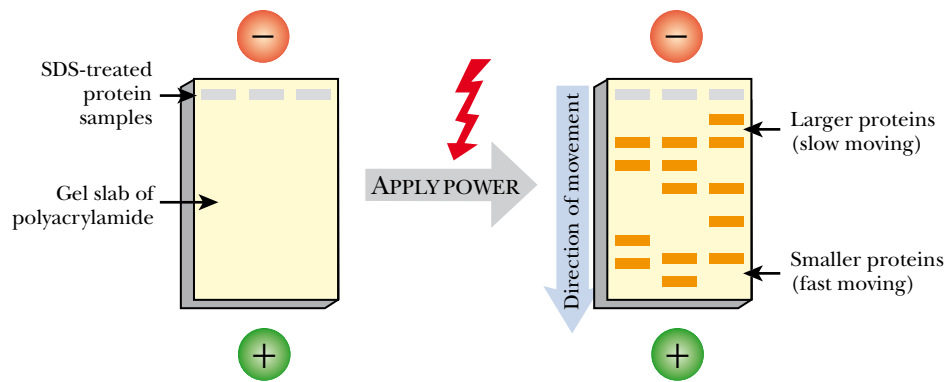 −
SDS-treated
protein
samples
Gel slab of
polyacrylamide
+
APPLY POWER
−
Direction of movement
Larger proteins
(slow moving)
Smaller proteins
(fast moving)
+